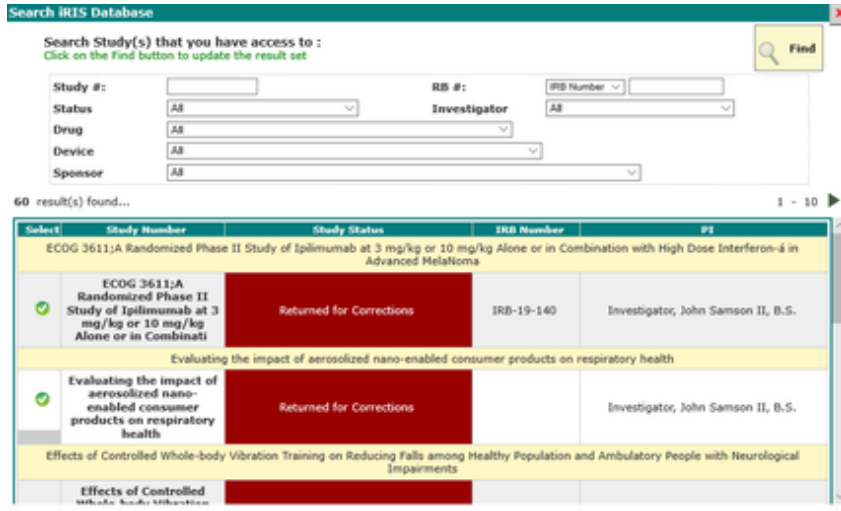 Search iRIS Database
Search Study(s) that you have access to :
Click on the Find button to update the result set
Find
Study #:
RB #:
IRB Number
Status
All
Investigator
All
Drug
All
Device
All
Sponsor
All
60 result(s) found...
1 - 10
Select Study Number Study Status IRB Number PI
ECOG 3611;A Randomized Phase II Study of Ipilimumab at 3 mg/kg or 10 mg/kg Alone or in Combination with High Dose Interferon-á in
Advanced MelaNoma
ECOG 3611;A
Randomized Phase II
Study of Ipilimumab at 3
mg/kg or 10 mg/kg
Alone or in Combinati
Returned for Corrections
IRB-19-140
Investigator, John Samson II, B.S.
Evaluating the impact of aerosolized nano-enabled consumer products on respiratory health
Evaluating the impact of
aerosolized nano-
enabled consumer
products on respiratory
health
Returned for Corrections
Investigator, John Samson II, B.S.
Effects of Controlled Whole-body Vibration Training on Reducing Falls among Healthy Population and Ambulatory People with Neurological
Impairments
Effects of Controlled
Whole-body Vibration